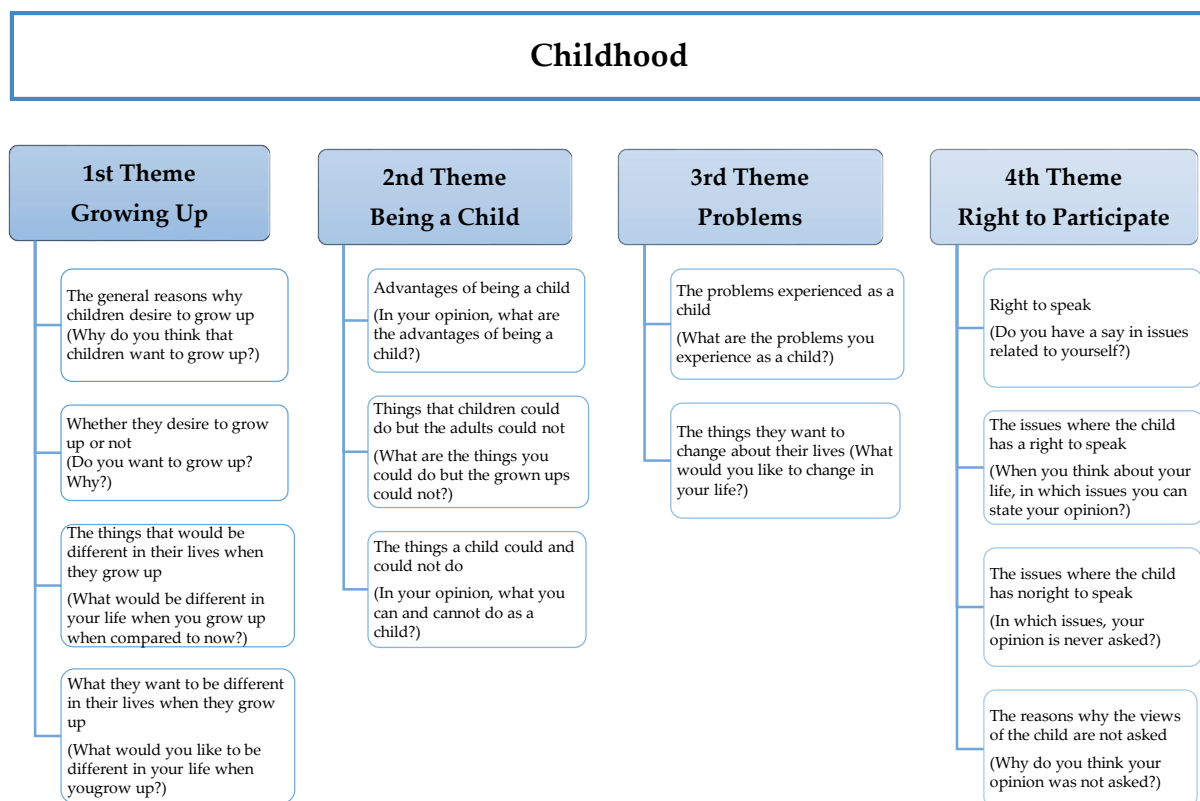 Childhood
1st Theme
Growing Up
The general reasons why
children desire to grow up
(Why do you think that
children want to grow up?)
Whether they desire to grow
up or not
(Do you want to grow up?
Why?)
The things that would be
different in their lives when
they grow up
(What would be different in
your life when you grow up
when compared to now?)
What they want to be different
in their lives when they grow
up
(What would you like to be
different in your life when
yougrow up?)
2nd Theme
Being a Child
Advantages of being a child
(In your opinion, what are
the advantages of being a
child?)
Things that children could
do but the adults could not
(What are the things you
could do but the grown ups
could not?)
The things a child could and
could not do
(In your opinion, what you
can and cannot do as a
child?)
3rd Theme
Problems
The problems experienced as a
child
(What are the problems you
experience as a child?)
The things they want to
change about their lives (What
would you like to change in
your life?)
4th Theme
Right to Participate
Right to speak
(Do you have a say in issues
related to yourself?)
The issues where the child
has a right to speak
(When you think about your
life, in which issues you can
state your opinion?)
The issues where the child
has noright to speak
(In which issues, your
opinion is never asked?)
The reasons why the views
of the child are not asked
(Why do you think your
opinion was not asked?)